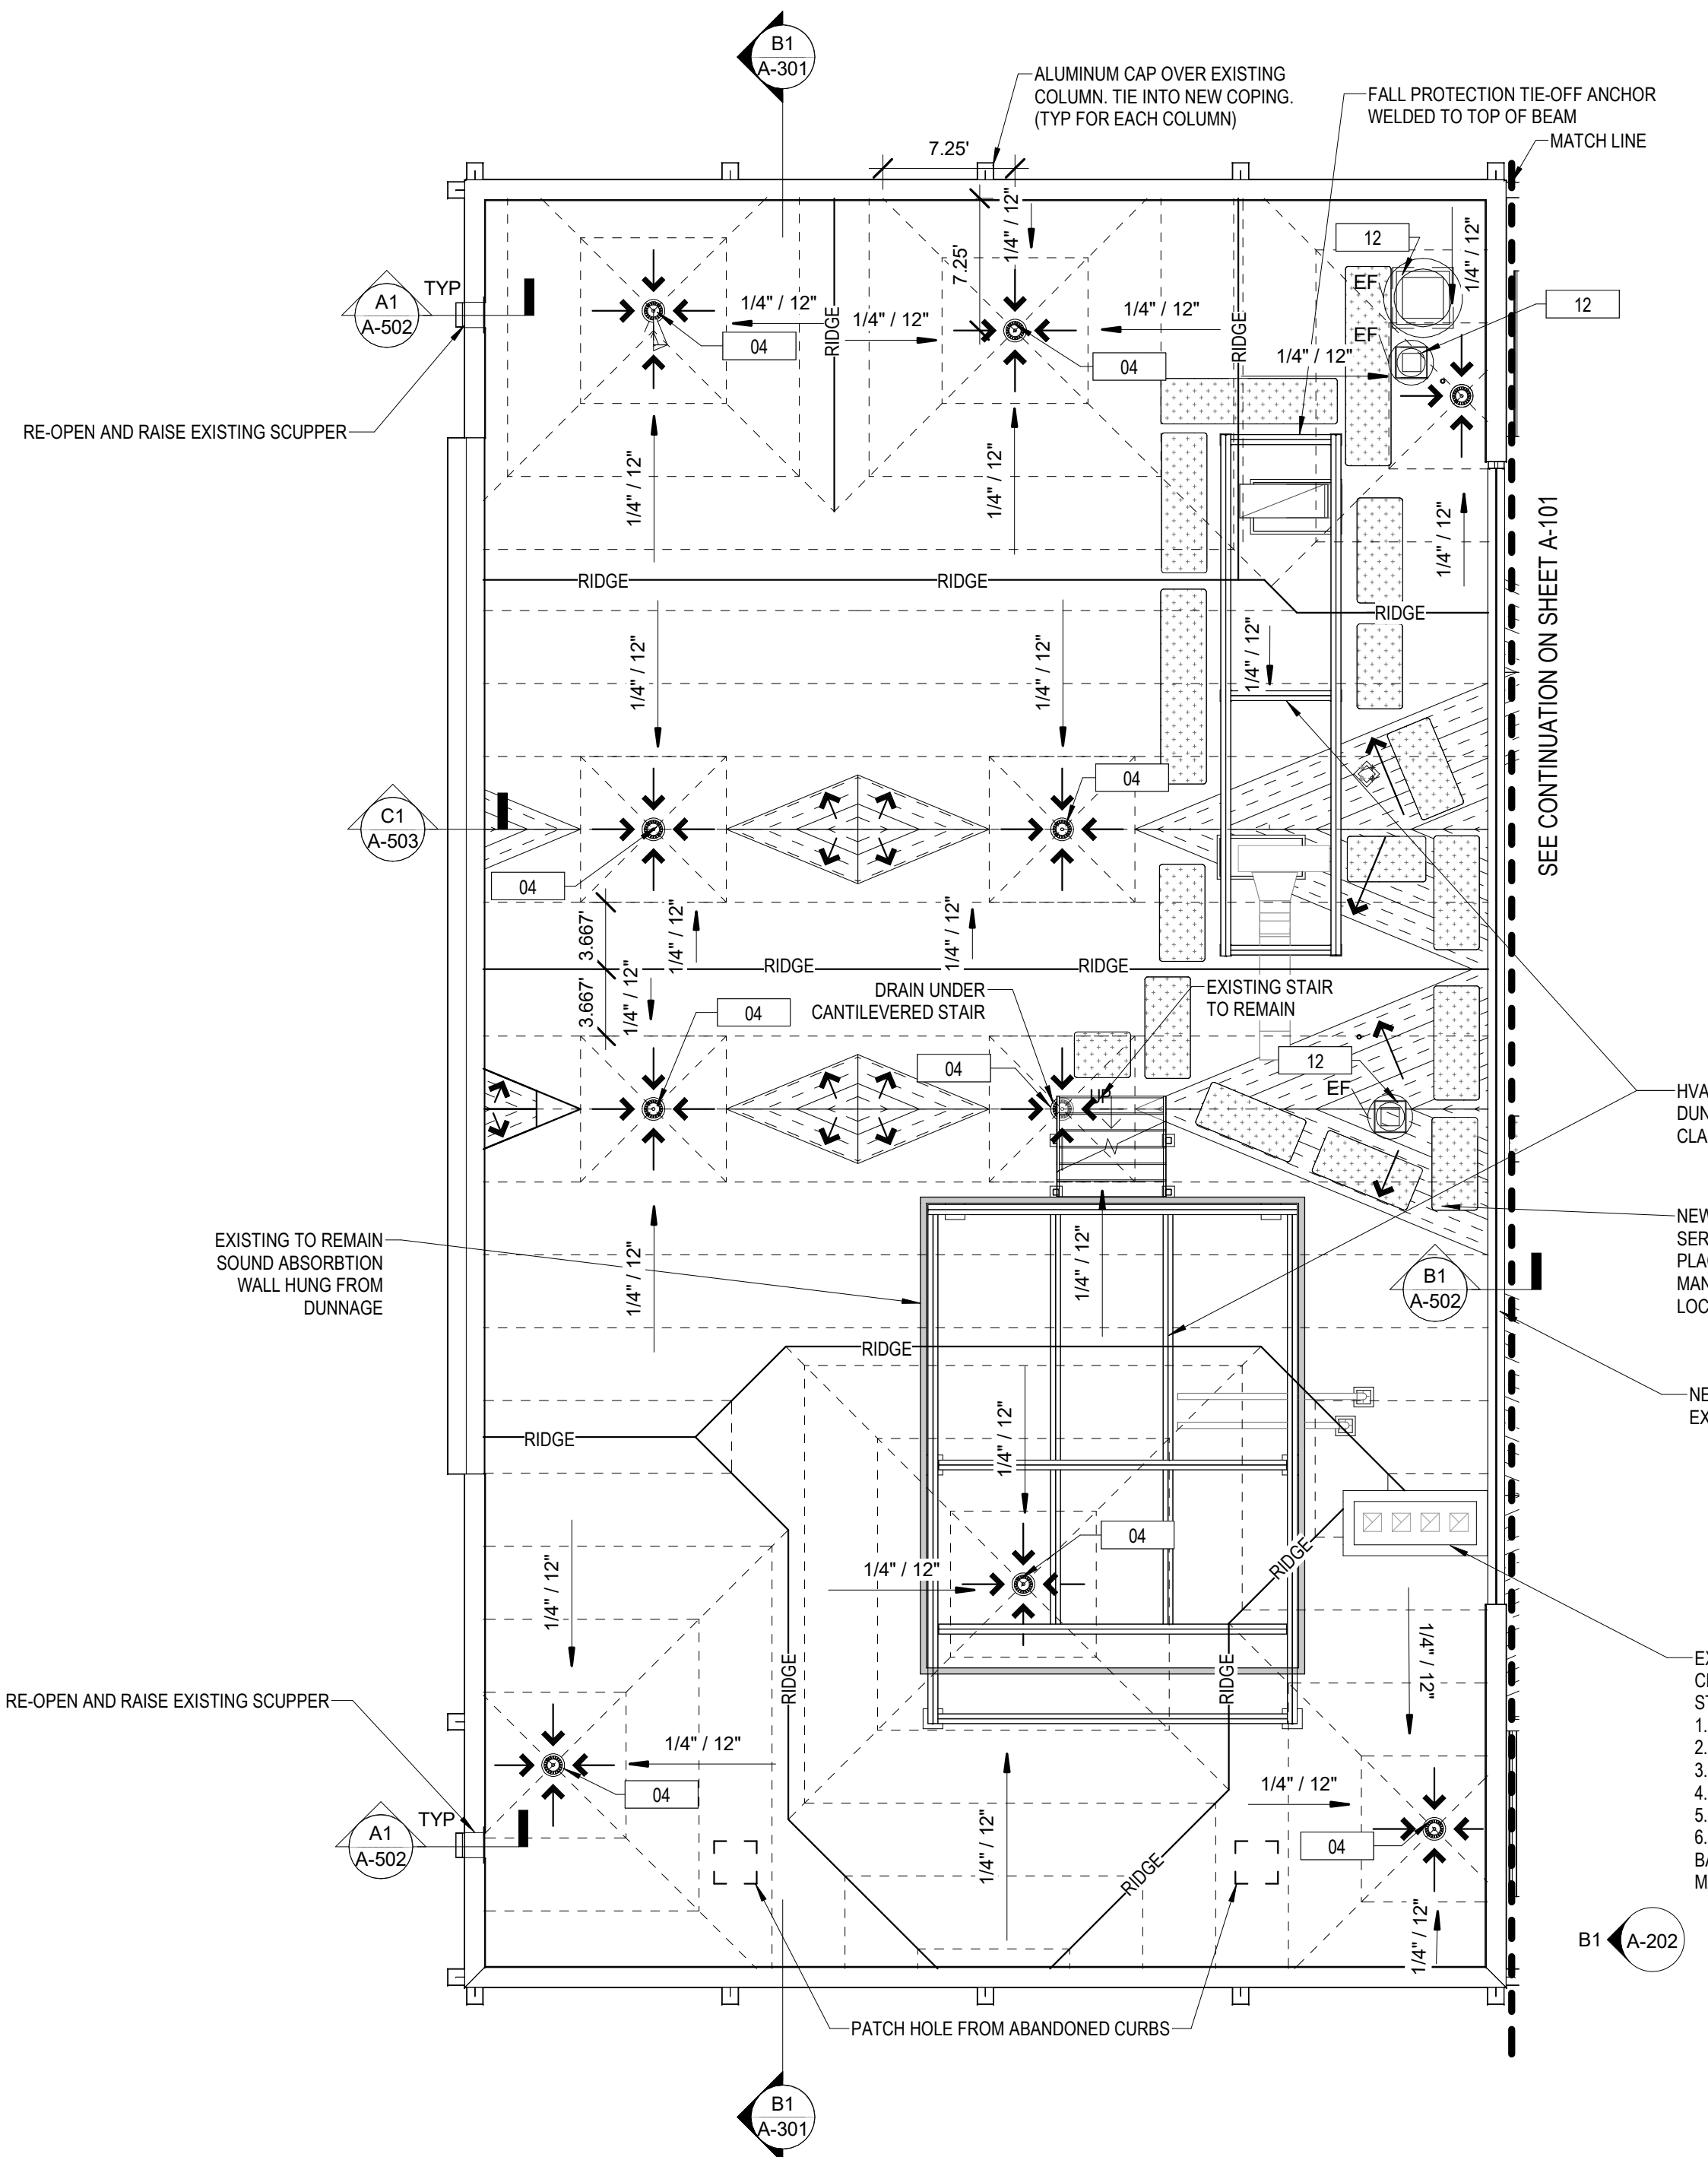 B1
A-301
ALUMINUM CAP OVER EXISTING
COLUMN. TIE INTO NEW COPING.
(TYP FOR EACH COLUMN)
FALL PROTECTION TIE-OFF ANCHOR
WELDED TO TOP OF BEAM
MATCH LINE
7.25'
7.25'
1/4" / 12"
12
1/4" / 12"
EF
12
A1
A-502
TYP
1/4" / 12"
1/4" / 12"
RIDGE
1/4" / 12"
RIDGE
EF
1/4" / 12"
04
04
RE-OPEN AND RAISE EXISTING SCUPPER
1/4" / 12"
1/4" / 12"
1/4" / 12"
SEE CONTINUATION ON SHEET A-101
RIDGE
RIDGE
RIDGE
1/4" / 12"
1/4" / 12"
1/4" / 12"
04
C1
A-503
04
3.667'
1/4" / 12"
1/4" / 12"
RIDGE
RIDGE
3.667'
1/4" / 12"
DRAIN UNDER
CANTILEVERED STAIR
EXISTING STAIR
TO REMAIN
04
04
12
EF
UP
HVA
DUN
CLA
EXISTING TO REMAIN
SOUND ABSORBTION
WALL HUNG FROM
DUNNAGE
1/4" / 12"
1/4" / 12"
NEW
SER
PLA
MAN
LOC
B1
A-502
RIDGE
NE
EX
RIDGE
1/4" / 12"
04
1/4" / 12"
1/4" / 12"
RIDGE
1/4" / 12"
EX
ST
1.
2.
3.
4.
5.
6.
BA
M
RIDGE
RIDGE
RE-OPEN AND RAISE EXISTING SCUPPER
1/4" / 12"
04
1/4" / 12"
TYP
A1
A-502
04
1/4" / 12"
RIDGE
1/4" / 12"
B1
A-202
PATCH HOLE FROM ABANDONED CURBS
B1
A-301